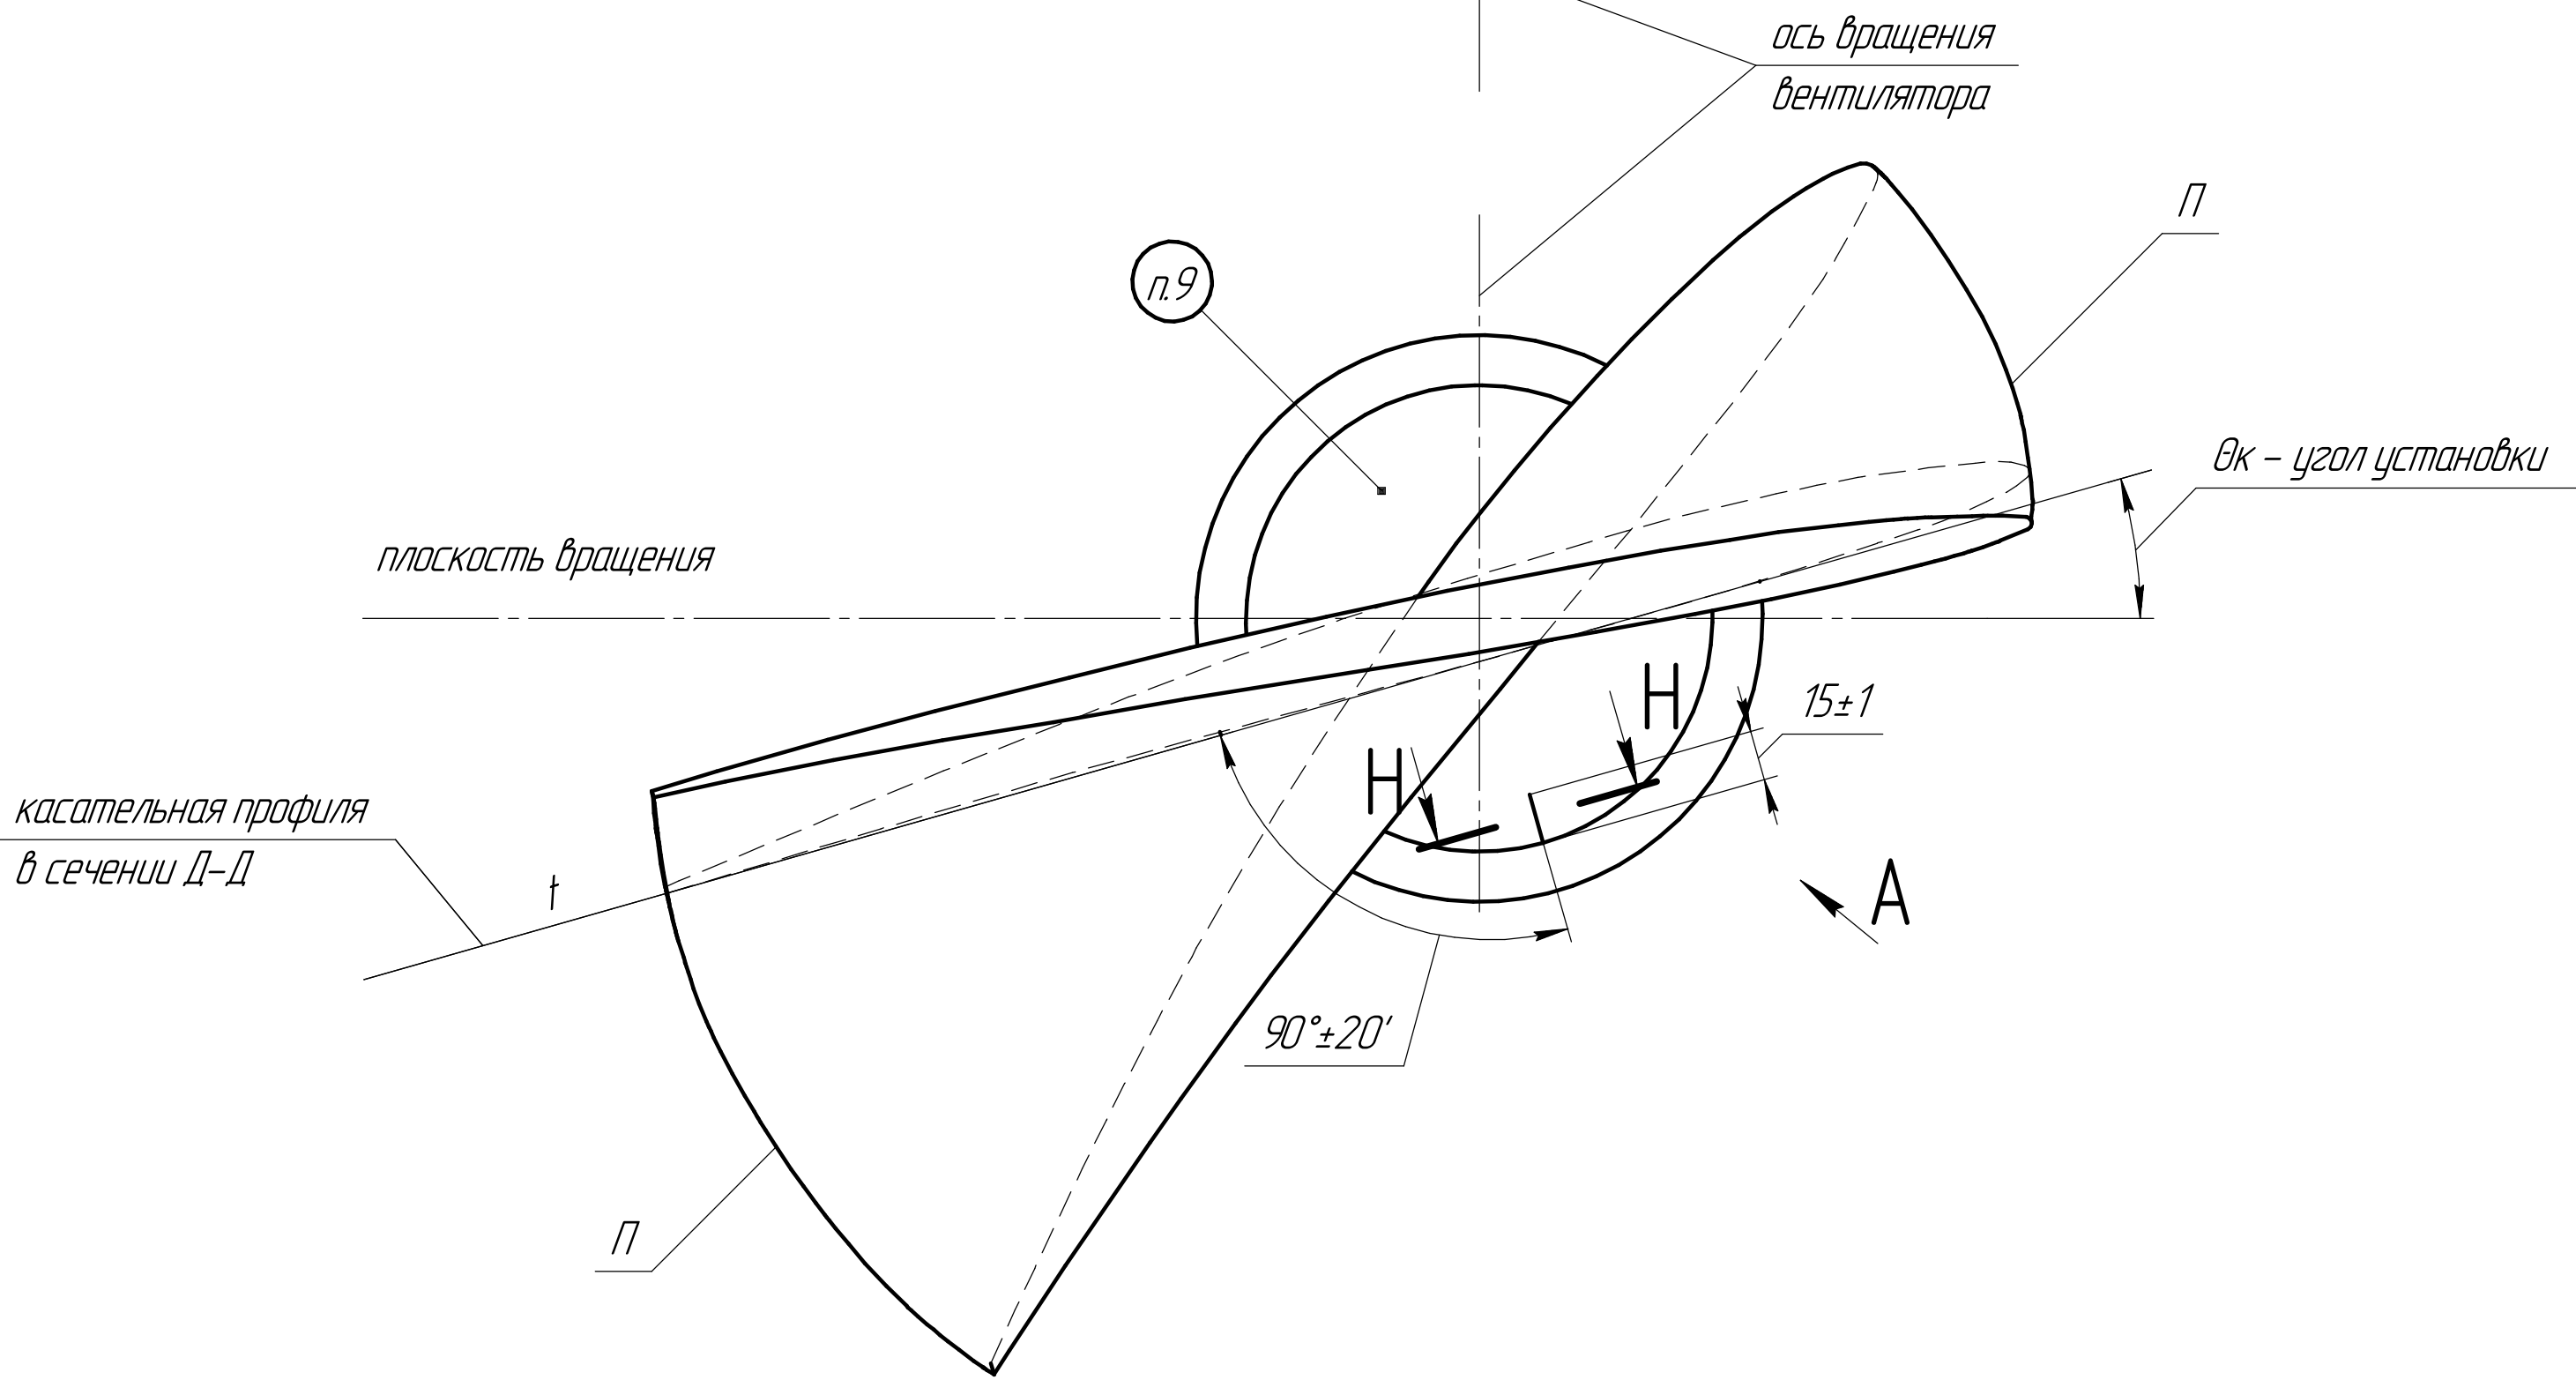 ось вращения
вентилятора
П
п.9
Θк - угол установки
плоскость вращения
Н
15±1
Н
касательная профиля
в сечении Д-Д
t
А
90°±20'
П